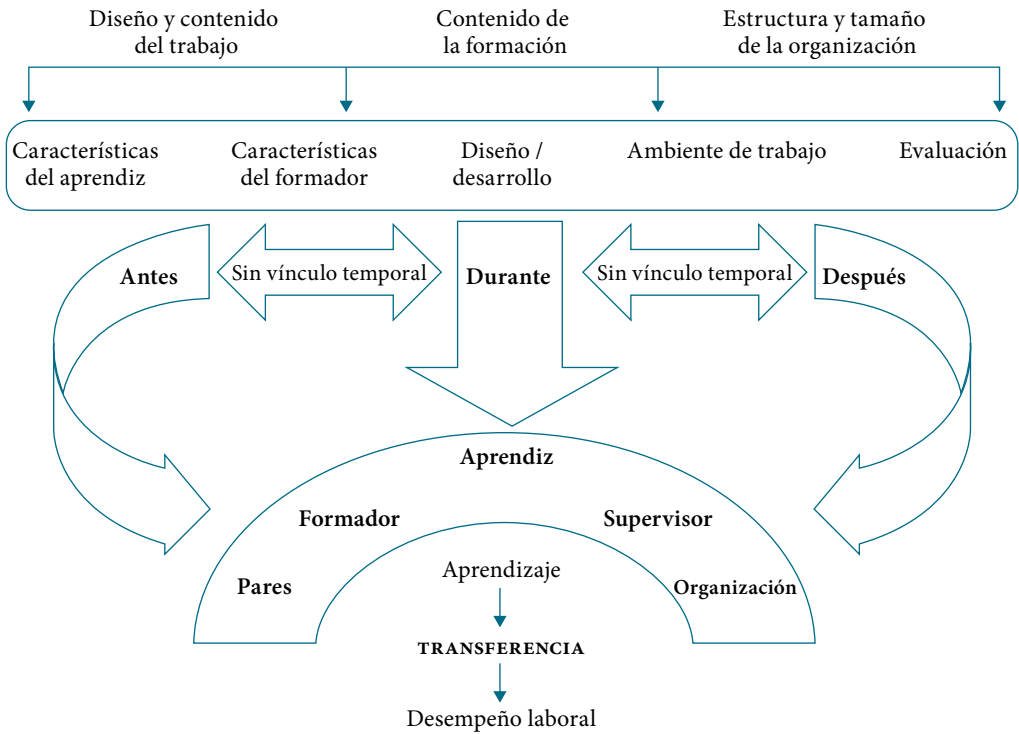 Diseño y contenido
del trabajo
Contenido de
la formación
Estructura y tamaño
de la organización
Características
del aprendiz
Características
del formador
Diseño /
desarrollo
Ambiente de trabajo
Evaluación
Antes
Sin vínculo temporal
Durante
Sin vínculo temporal
Después
Aprendiz
Formador
Supervisor
Pares
Organización
Aprendizaje
TRANSFERENCIA
Desempeño laboral